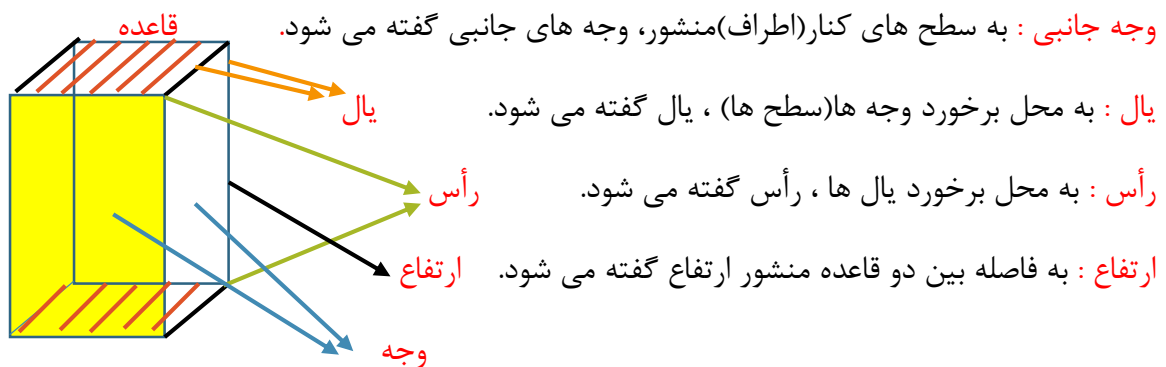 وجه جانبی : به سطح های کنار(اطراف)منشور، وجه های جانبی گفته می شود.
قاعده
یال : به محل برخورد وجه ها(سطح ها) ، یال گفته می شود.
یال
رأس : به محل برخورد یال ها ، رأس گفته می شود.
رأس
ارتفاع : به فاصله بین دو قاعده منشور ارتفاع گفته می شود.
ارتفاع
وجه